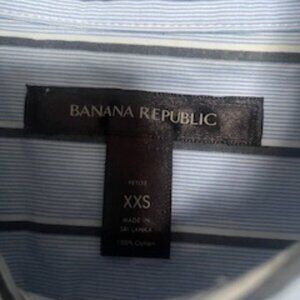 BANANA REPUBLIC
PETITE
XXS
MADE IN
SRI LANKA
100% Cotton